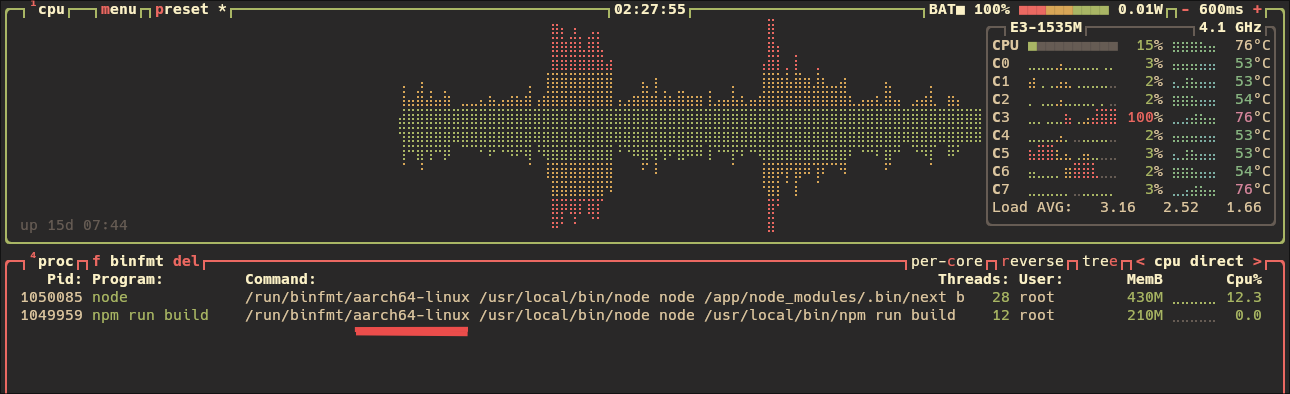 1cpu menu preset * 02:27:55 BAT■ 100% 0.01W - 600ms +
E3-1535M 4.1 GHz
CPU 15% 76°C
C0 3% 53°C
C1 2% 53°C
C2 2% 54°C
C3 100% 76°C
C4 2% 53°C
C5 3% 53°C
C6 2% 54°C
C7 3% 76°C
Load AVG: 3.16 2.52 1.66
up 15d 07:44
4proc f binfmt del per-core reverse tree < cpu direct >
Pid: Program: Command: Threads: User: MemB Cpu%
1050085 node /run/binfmt/aarch64-linux /usr/local/bin/node node /app/node_modules/.bin/next b 28 root 430M 12.3
1049959 npm run build /run/binfmt/aarch64-linux /usr/local/bin/node node /usr/local/bin/npm run build 12 root 210M 0.0